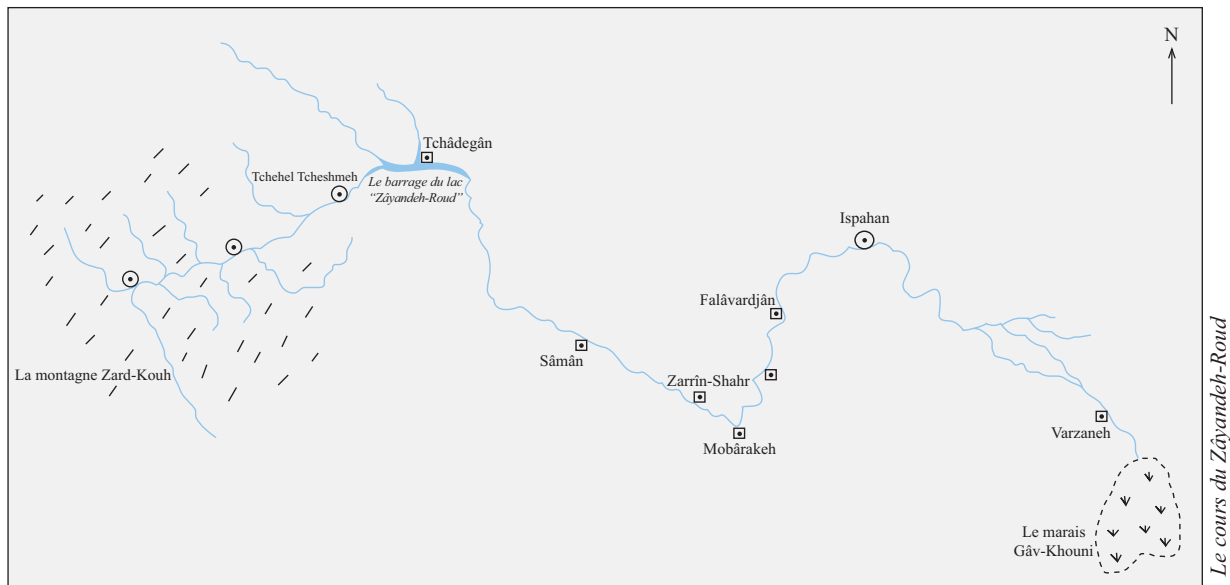 N
Tchâdegân
Tchehel Tcheshmeh
Le barrage du lac
“Zâyandeh-Roud”
Ispahan
Falâvardjân
Sâmân
Zarrîn-Shahr
La montagne Zard-Kouh
Mobârakeh
Varzaneh
Le marais
Gâv-Khouni
Le cours du Zâyandeh-Roud